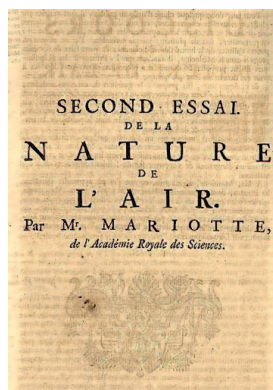 SECOND ESSAI.
DE LA
NATURE
DE
L'AIR.
Par Mr. MARIOTTE,
de l'Académie Royale des Sciences.